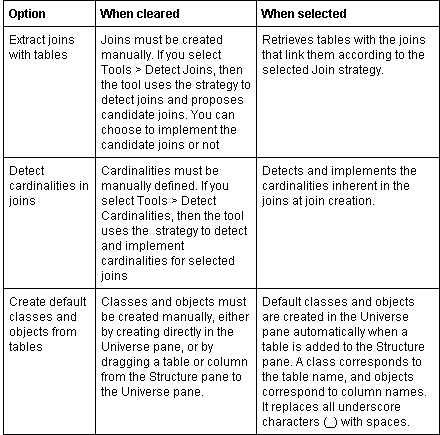 Option
When cleared
When selected
Extract joins
with tables
Joins must be created
manually. If you select
Tools > Detect Joins, then
the tool uses the strategy to
detect joins and proposes
candidate joins. You can
choose to implement the
candidate joins or not
Retrieves tables with the joins
that link them according to the
selected Join strategy.
Detect
cardinalities in
joins
Cardinalities must be
manually defined. If you
select Tools > Detect
Cardinalities, then the tool
uses the strategy to detect
and implement
cardinalities for selected
joins
Detects and implements the
cardinalities inherent in the
joins at join creation.
Create default
classes and
objects from
tables
Classes and objects must
be created manually, either
by creating directly in the
Universe pane, or by
dragging a table or column
from the Structure pane to
the Universe pane.
Default classes and objects
are created in the Universe
pane automatically when a
table is added to the Structure
pane. A class corresponds to
the table name, and objects
correspond to column names.
It replaces all underscore
characters (_) with spaces.